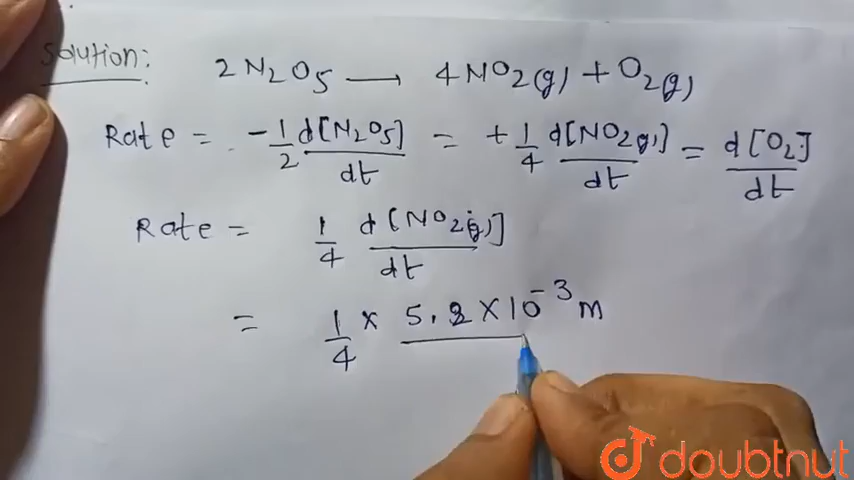 Solution:
2N2O5 → 4NO2(g) + O2(g)
Rate = -1/2 d[N2O5]/dt = +1/4 d[NO2(g)]/dt = d[O2]/dt
Rate = 1/4 d[NO2(g)]/dt
= 1/4 × 5.2×10⁻³ m
doubtnut